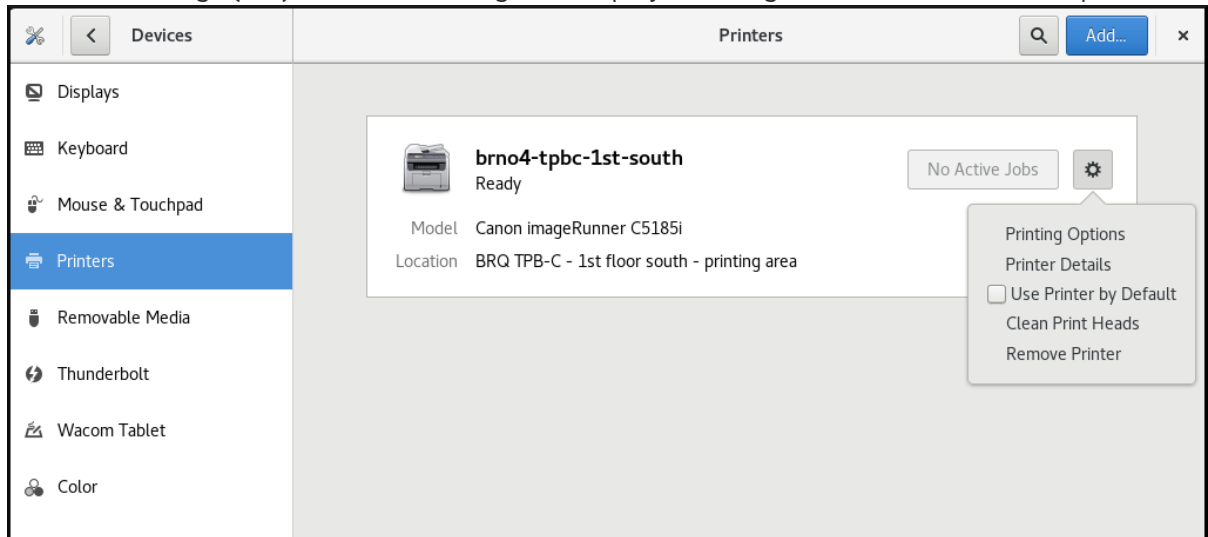 Devices
Printers
Add...
Displays
Keyboard
Mouse & Touchpad
Printers
Removable Media
Thunderbolt
Wacom Tablet
Color
brno4-tpbc-1st-south
Ready
No Active Jobs
Model Canon imageRunner C5185i
Location BRQ TPB-C - 1st floor south - printing area
Printing Options
Printer Details
Use Printer by Default
Clean Print Heads
Remove Printer